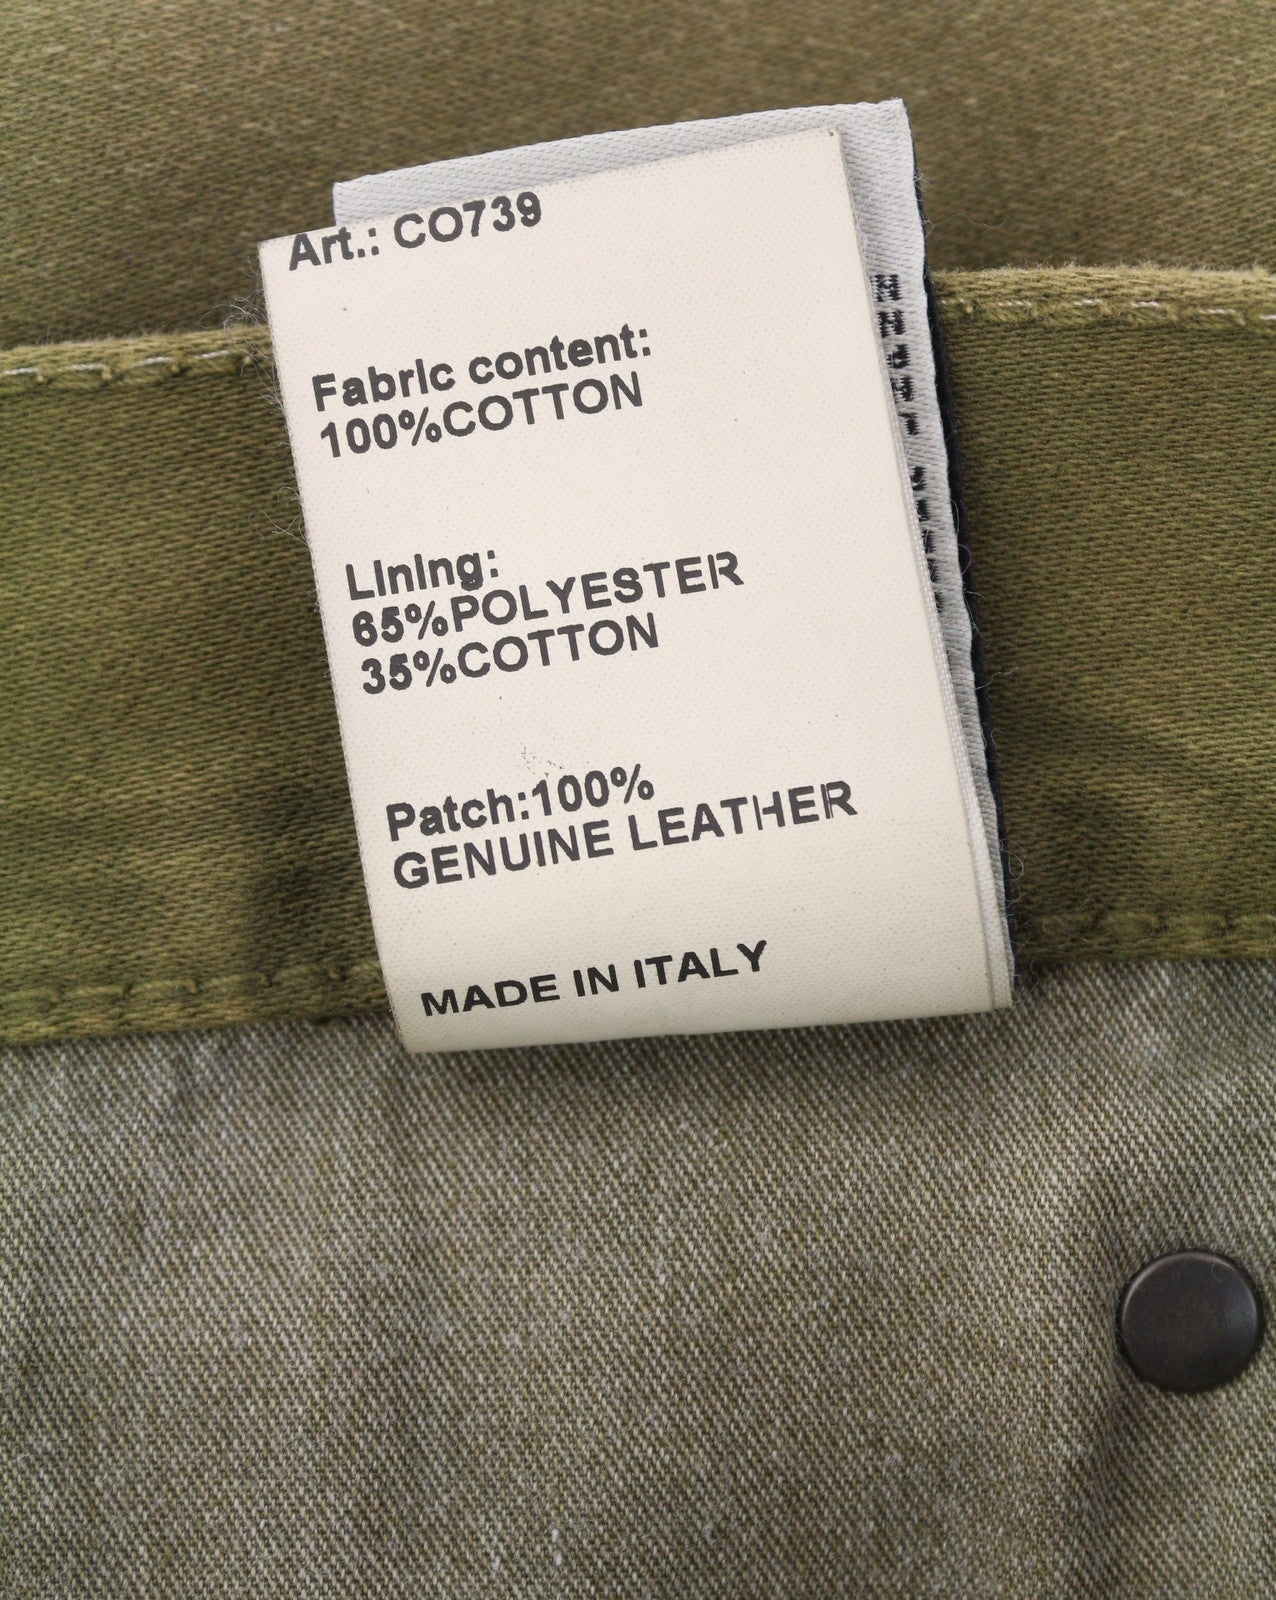 Art.: CO739
Fabric content:
100%COTTON
Lining:
65%POLYESTER
35%COTTON
Patch:100%
GENUINE LEATHER
MADE IN ITALY